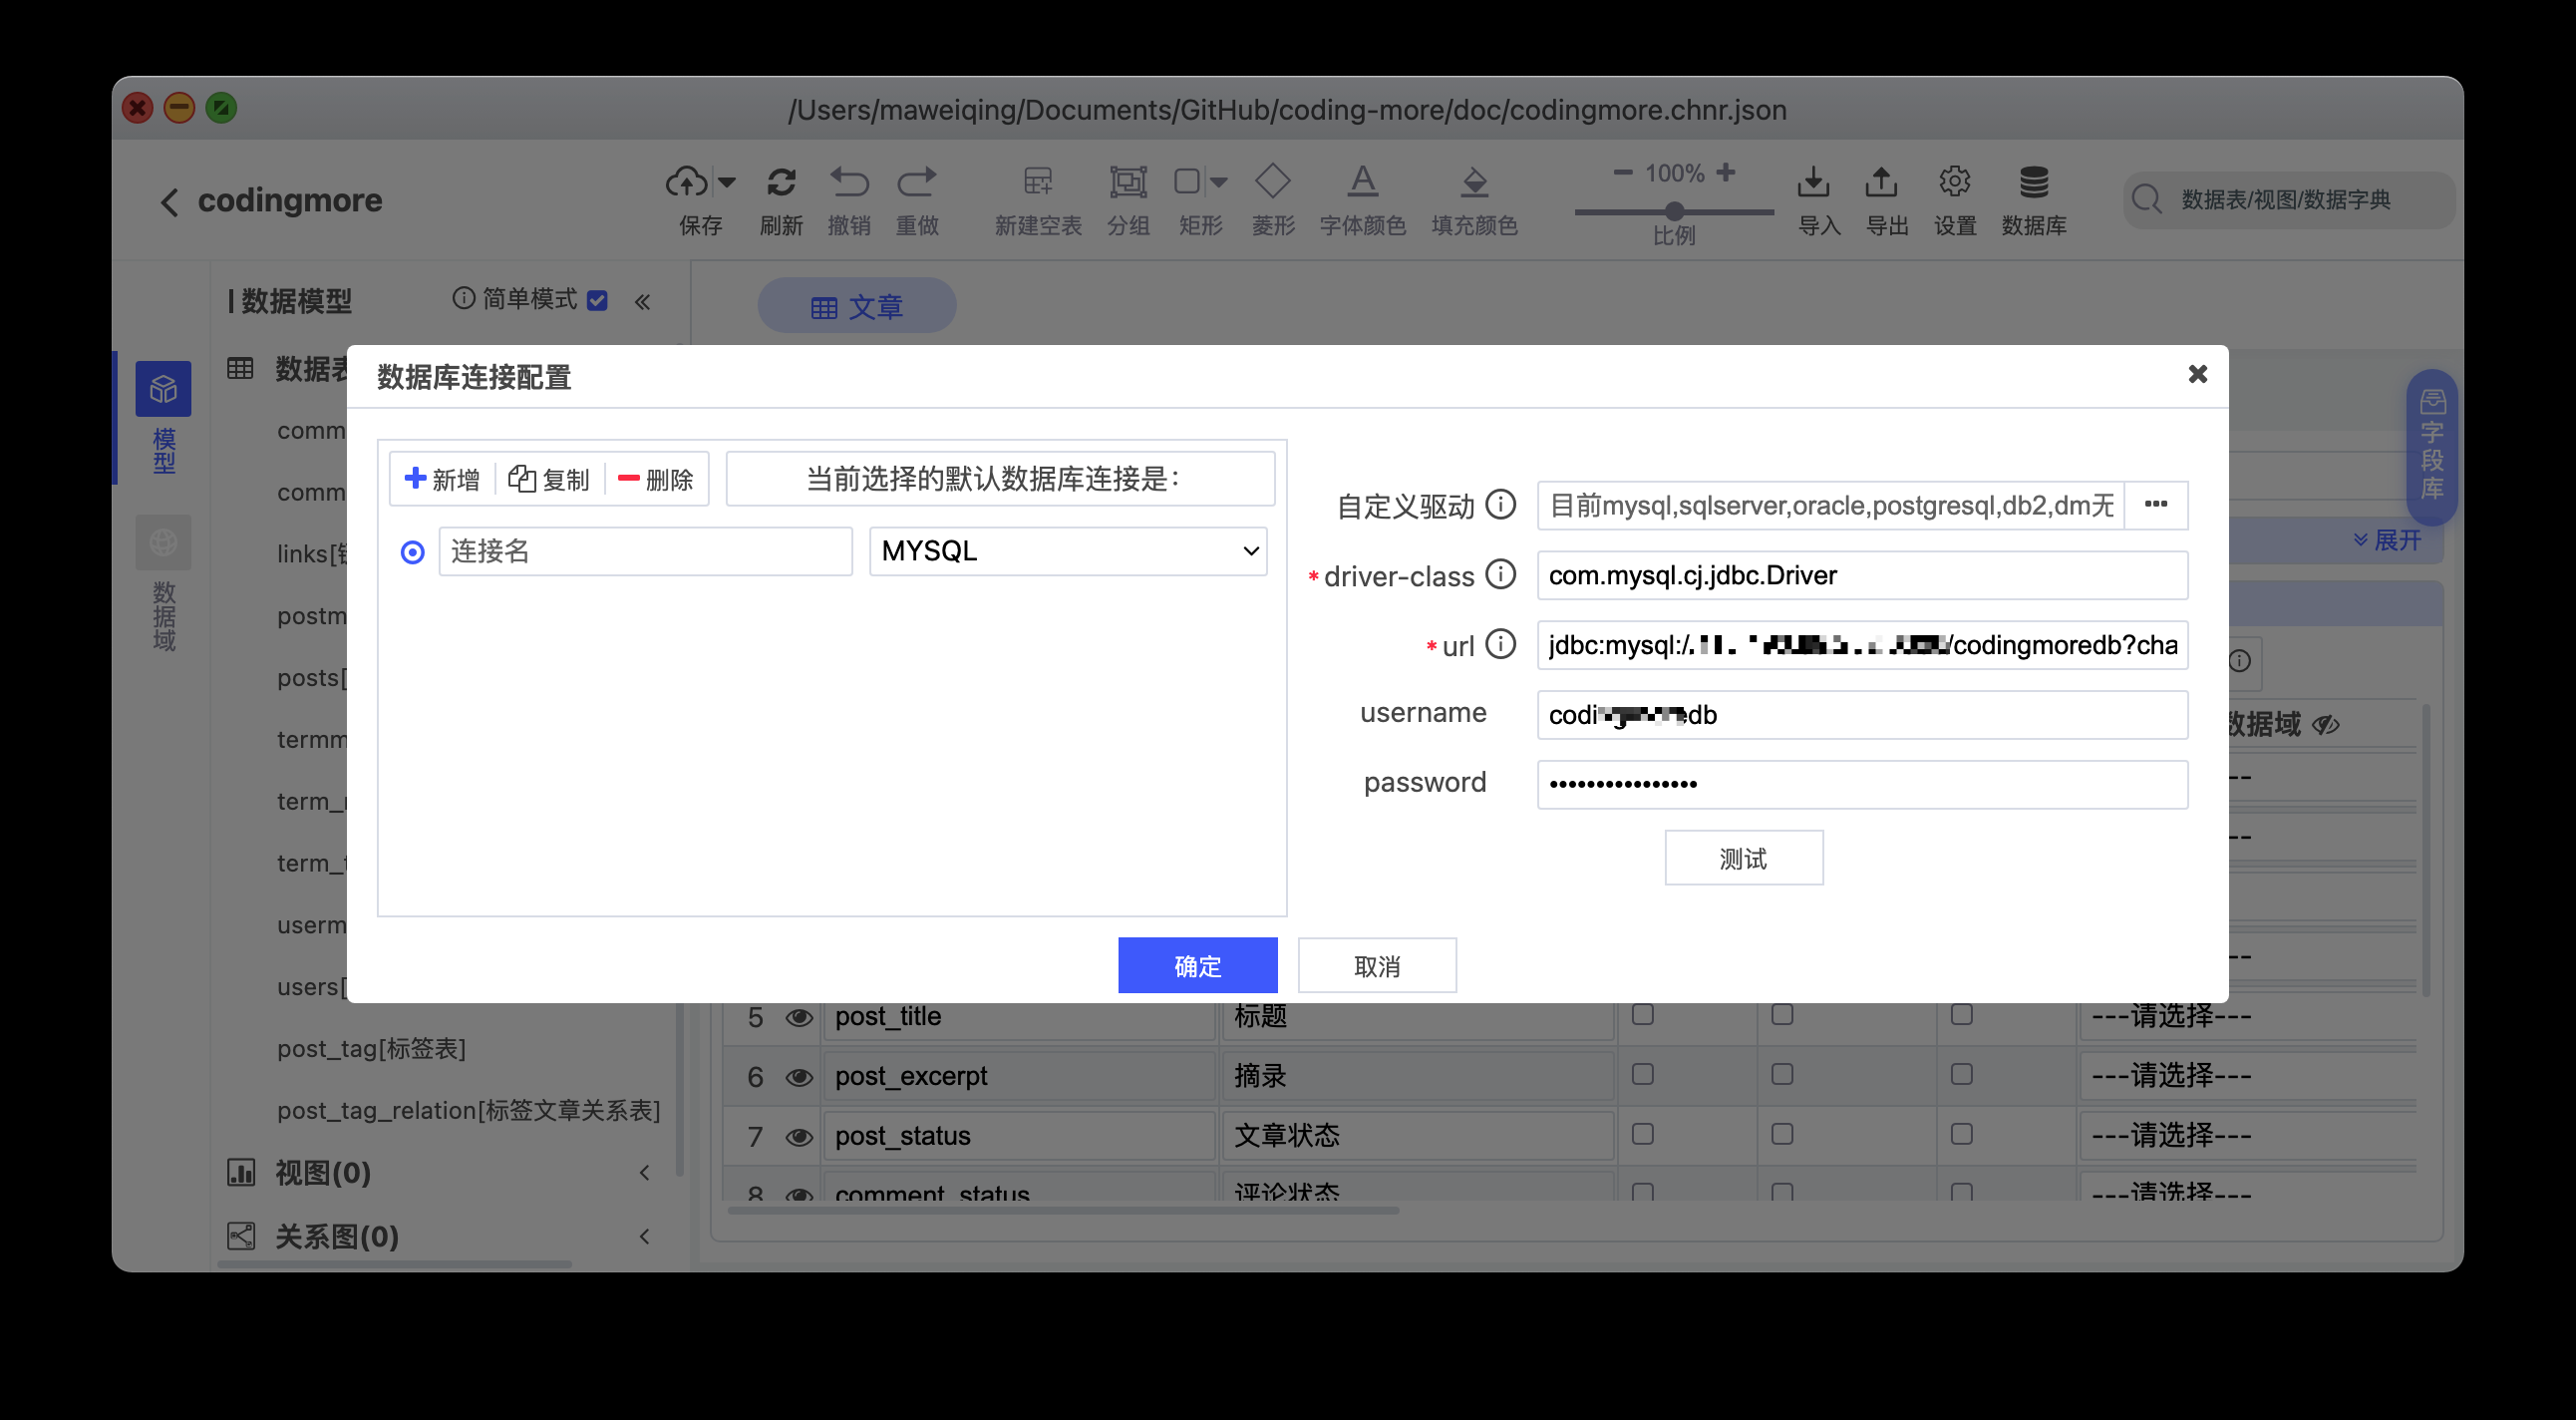 /Users/maweiqing/Documents/GitHub/coding-more/doc/codingmore.chnr.json
codingmore
保存
刷新
撤销
重做
新建空表
分组
矩形
菱形
字体颜色
填充颜色
100%
比例
导入
导出
设置
数据库
数据表/视图/数据字典
数据模型
简单模式
文章
模型
数据域
数据表
comm
comm
links[
postm
posts[
termm
term_
term_
userm
users[
post_tag[标签表]
post_tag_relation[标签文章关系表]
视图(0)
关系图(0)
字段库
展开
数据库连接配置
新增
复制
删除
当前选择的默认数据库连接是：
连接名
MYSQL
自定义驱动
目前mysql,sqlserver,oracle,postgresql,db2,dm无
*driver-class
com.mysql.cj.jdbc.Driver
*url
jdbc:mysql:/ /codingmoredb?cha
username
codi edb
password
••••••••••••••••
测试
确定
取消
数据域
--
--
--
5 post_title 标题 ---请选择---
6 post_excerpt 摘录 ---请选择---
7 post_status 文章状态 ---请选择---
8 comment_status 评论状态 ---请选择---